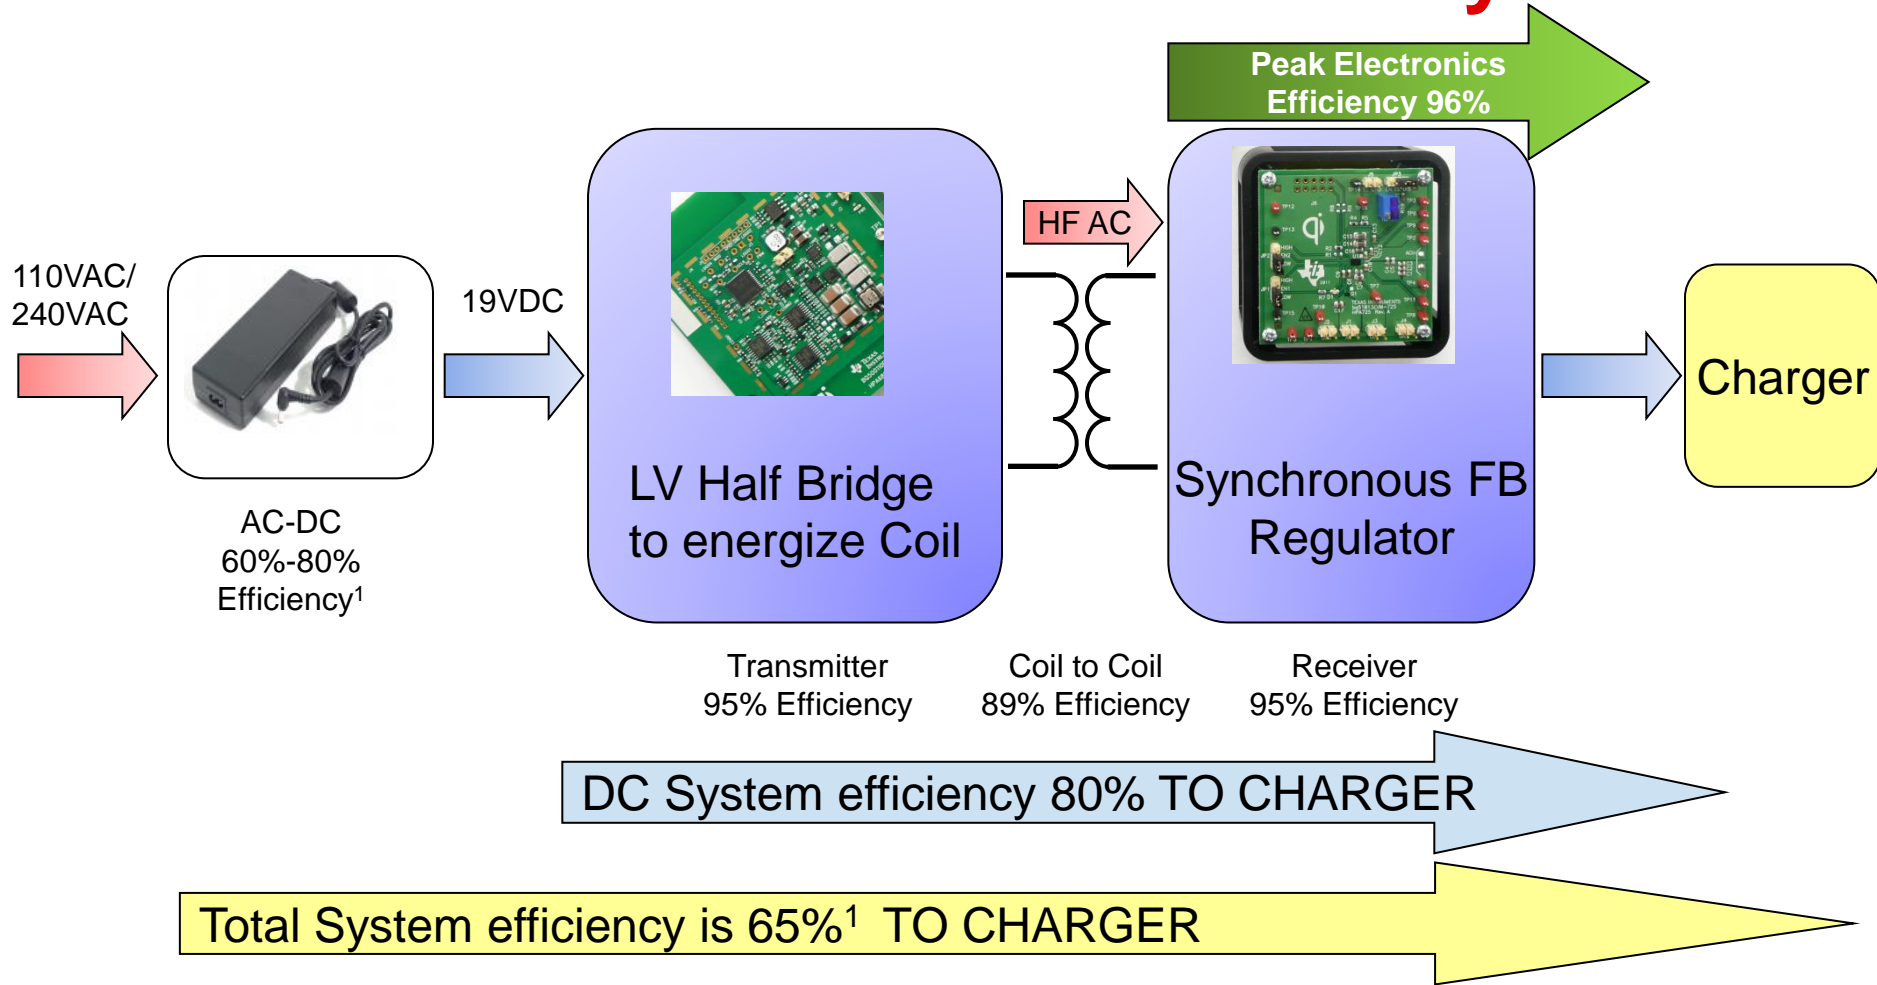 Peak Electronics
Efficiency 96%
HF AC
110VAC/
240VAC
19VDC
Charger
LV Half Bridge
to energize Coil
Synchronous FB
Regulator
AC-DC
60%-80%
Efficiency¹
Transmitter
95% Efficiency
Coil to Coil
89% Efficiency
Receiver
95% Efficiency
DC System efficiency 80% TO CHARGER
Total System efficiency is 65%¹ TO CHARGER